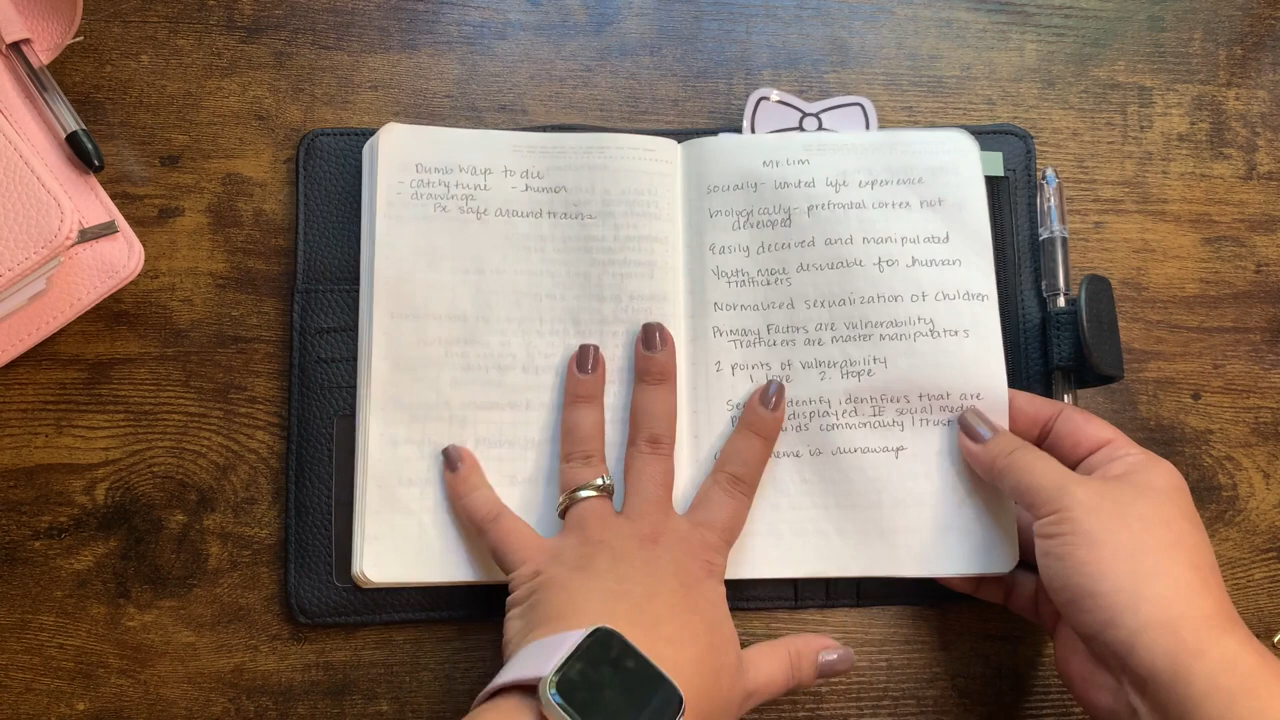 Dumb Ways to die
- catchy tune - humor
- drawings
Be safe around trains
Mr. Lim
socially - limited life experience
biologically - prefrontal cortex not
developed
Easily deceived and manipulated
Youth more desireable for human
traffickers
Normalized sexualization of children
Primary Factors are vulnerability
Traffickers are master manipulators
2 points of vulnerability
1. Love 2. Hope
identify identifiers that are
displayed. IE social media
commonality / trust
is runaways